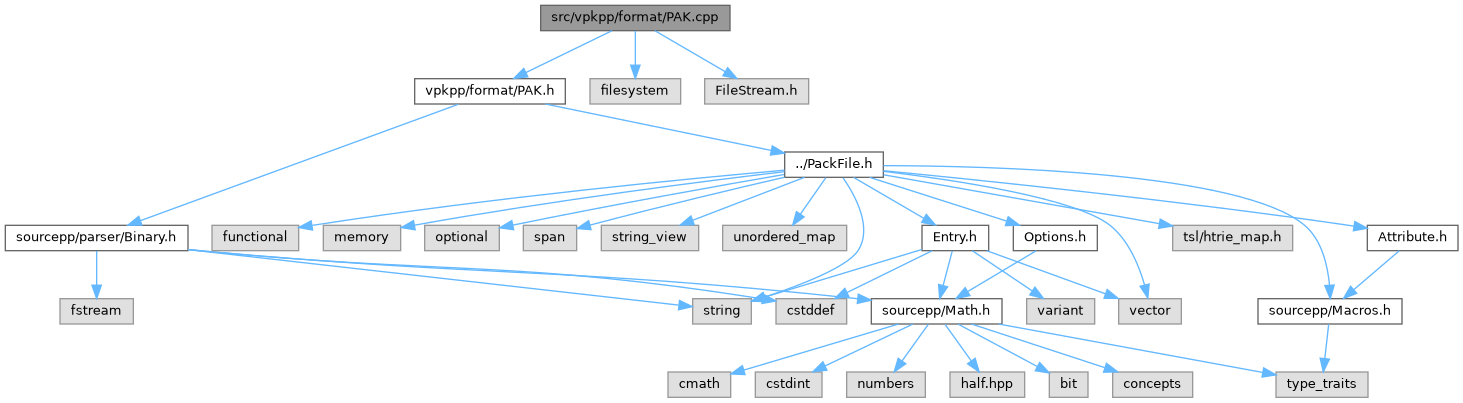 src/vpkpp/format/PAK.cpp
vpkpp/format/PAK.h
filesystem
FileStream.h
../PackFile.h
sourcepp/parser/Binary.h
functional
memory
optional
span
string_view
unordered_map
Entry.h
Options.h
tsl/htrie_map.h
Attribute.h
fstream
string
cstddef
sourcepp/Math.h
variant
vector
sourcepp/Macros.h
cmath
cstdint
numbers
half.hpp
bit
concepts
type_traits